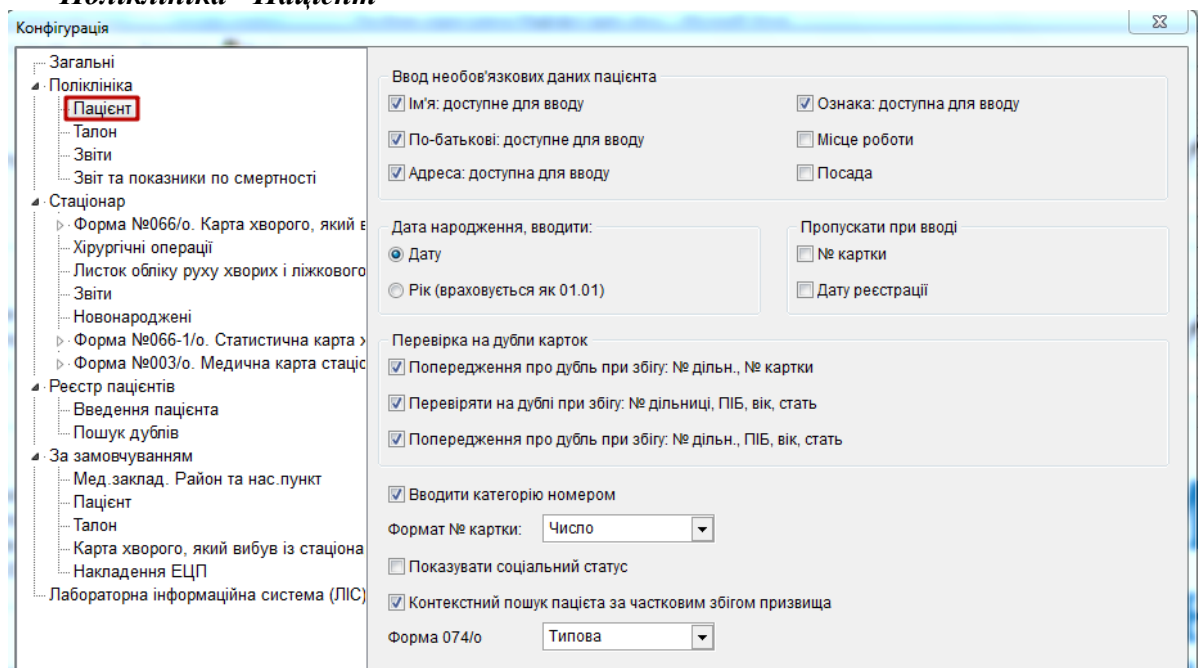 Поліклініка - Пацієнт
Конфігурація
Загальні
Поліклініка
Пацієнт
Талон
Звіти
Звіт та показники по смертності
Стаціонар
Форма №066/о. Карта хворого, який в
Хірургічні операції
Листок обліку руху хворих і ліжкового
Звіти
Новонароджені
Форма №066-1/о. Статистична карта х
Форма №003/о. Медична карта стаціс
Реєстр пацієнтів
Введення пацієнта
Пошук дублів
За замовчуванням
Мед.заклад. Район та нас.пункт
Пацієнт
Талон
Карта хворого, який вибув із стаціона
Накладення ЕЦП
Лабораторна інформаційна система (ЛІС)
Ввод необов'язкових даних пацієнта
Ім'я: доступне для вводу
Ознака: доступна для вводу
По-батькові: доступне для вводу
Місце роботи
Адреса: доступна для вводу
Посада
Дата народження, вводити:
Дату
Рік (враховується як 01.01)
Пропускати при вводі
№ картки
Дату реєстрації
Перевірка на дубли карток
Попередження про дубль при збігу: № дільн., № картки
Перевіряти на дублі при збігу: № дільниці, ПІБ, вік, стать
Попередження про дубль при збігу: № дільн., ПІБ, вік, стать
Вводити категорію номером
Формат № картки: Число
Показувати соціальний статус
Контекстний пошук пацієта за частковим збігом призвища
Форма 074/о Типова